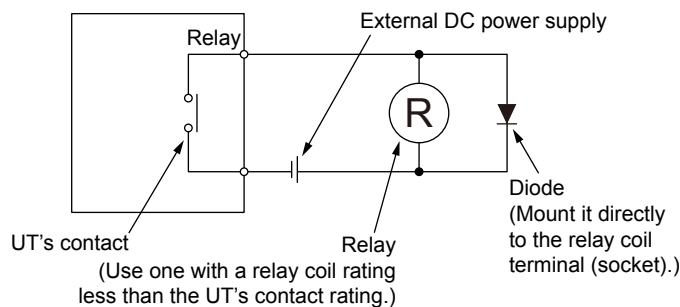 External DC power supply
Relay
R
UT's contact
Relay
(Use one with a relay coil rating
less than the UT's contact rating.)
Diode
(Mount it directly
to the relay coil
terminal (socket).)